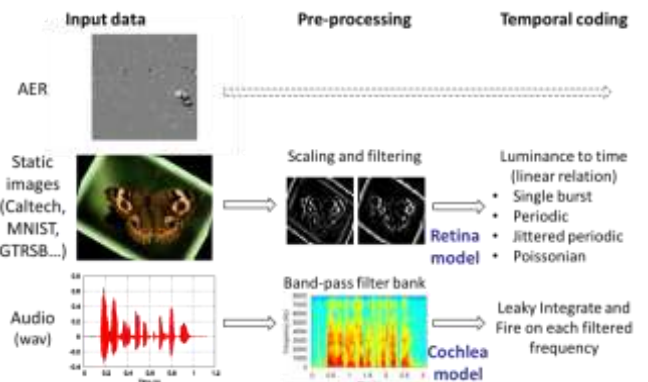 Input data
Pre-processing
Temporal coding
AER
Static
images
(Caltech,
MNIST,
GTRSB...)
Scaling and filtering
Retina
model
Luminance to time
(linear relation)
• Single burst
• Periodic
• Jittered periodic
• Poissonian
Audio
(wav)
Band-pass filter bank
Cochlea
model
Leaky Integrate and
Fire on each filtered
frequency